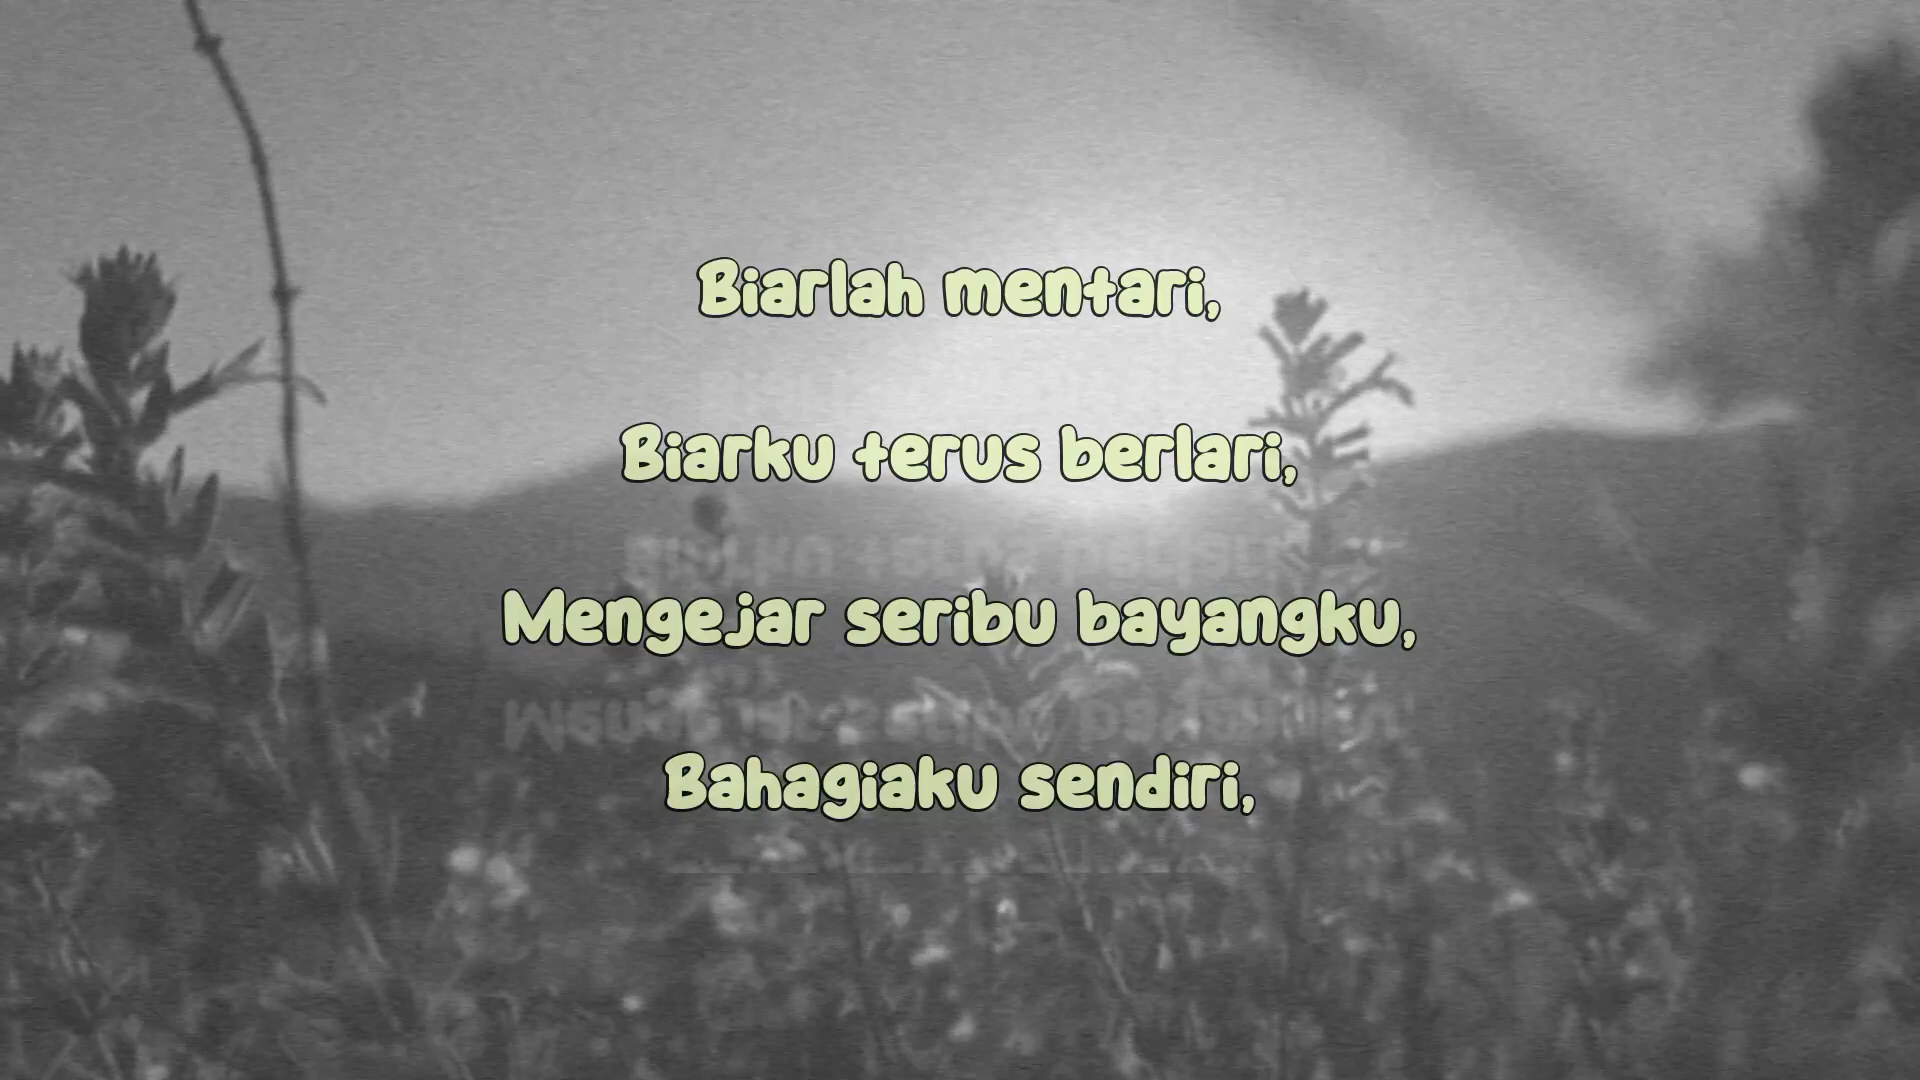 Biarlah mentari,
Biarku terus berlari,
Mengejar seribu bayangku,
Bahagiaku sendiri,